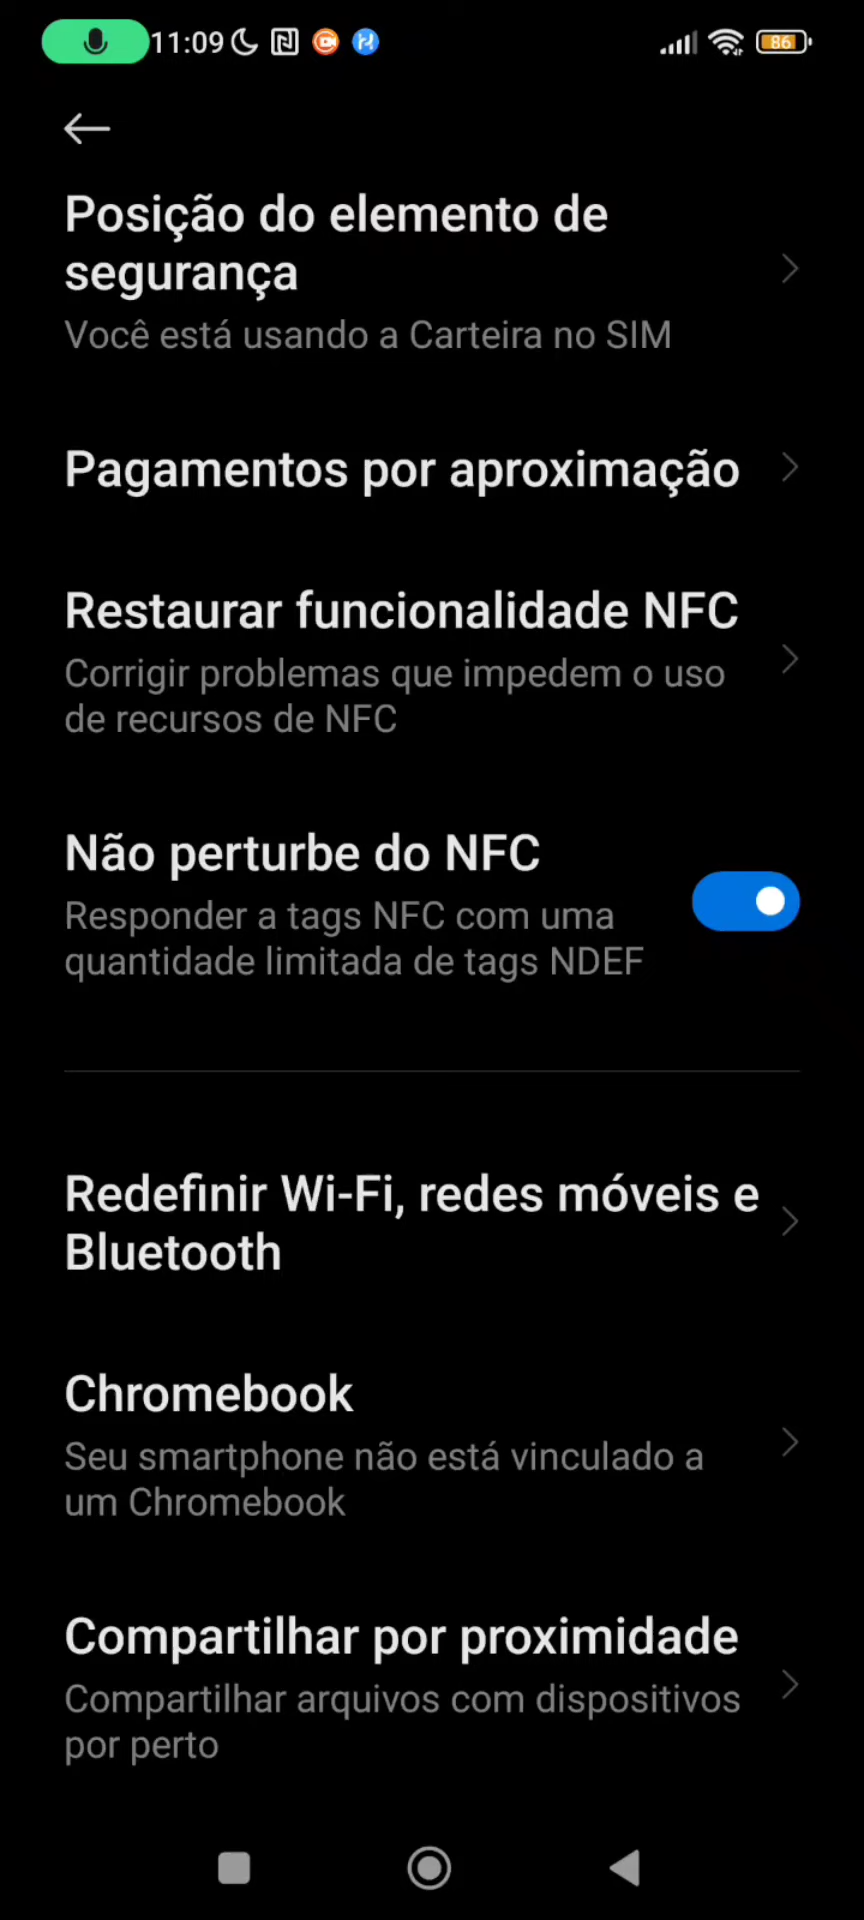 11:09
86
Posição do elemento de
segurança
Você está usando a Carteira no SIM
Pagamentos por aproximação
Restaurar funcionalidade NFC
Corrigir problemas que impedem o uso
de recursos de NFC
Não perturbe do NFC
Responder a tags NFC com uma
quantidade limitada de tags NDEF
Redefinir Wi-Fi, redes móveis e
Bluetooth
Chromebook
Seu smartphone não está vinculado a
um Chromebook
Compartilhar por proximidade
Compartilhar arquivos com dispositivos
por perto